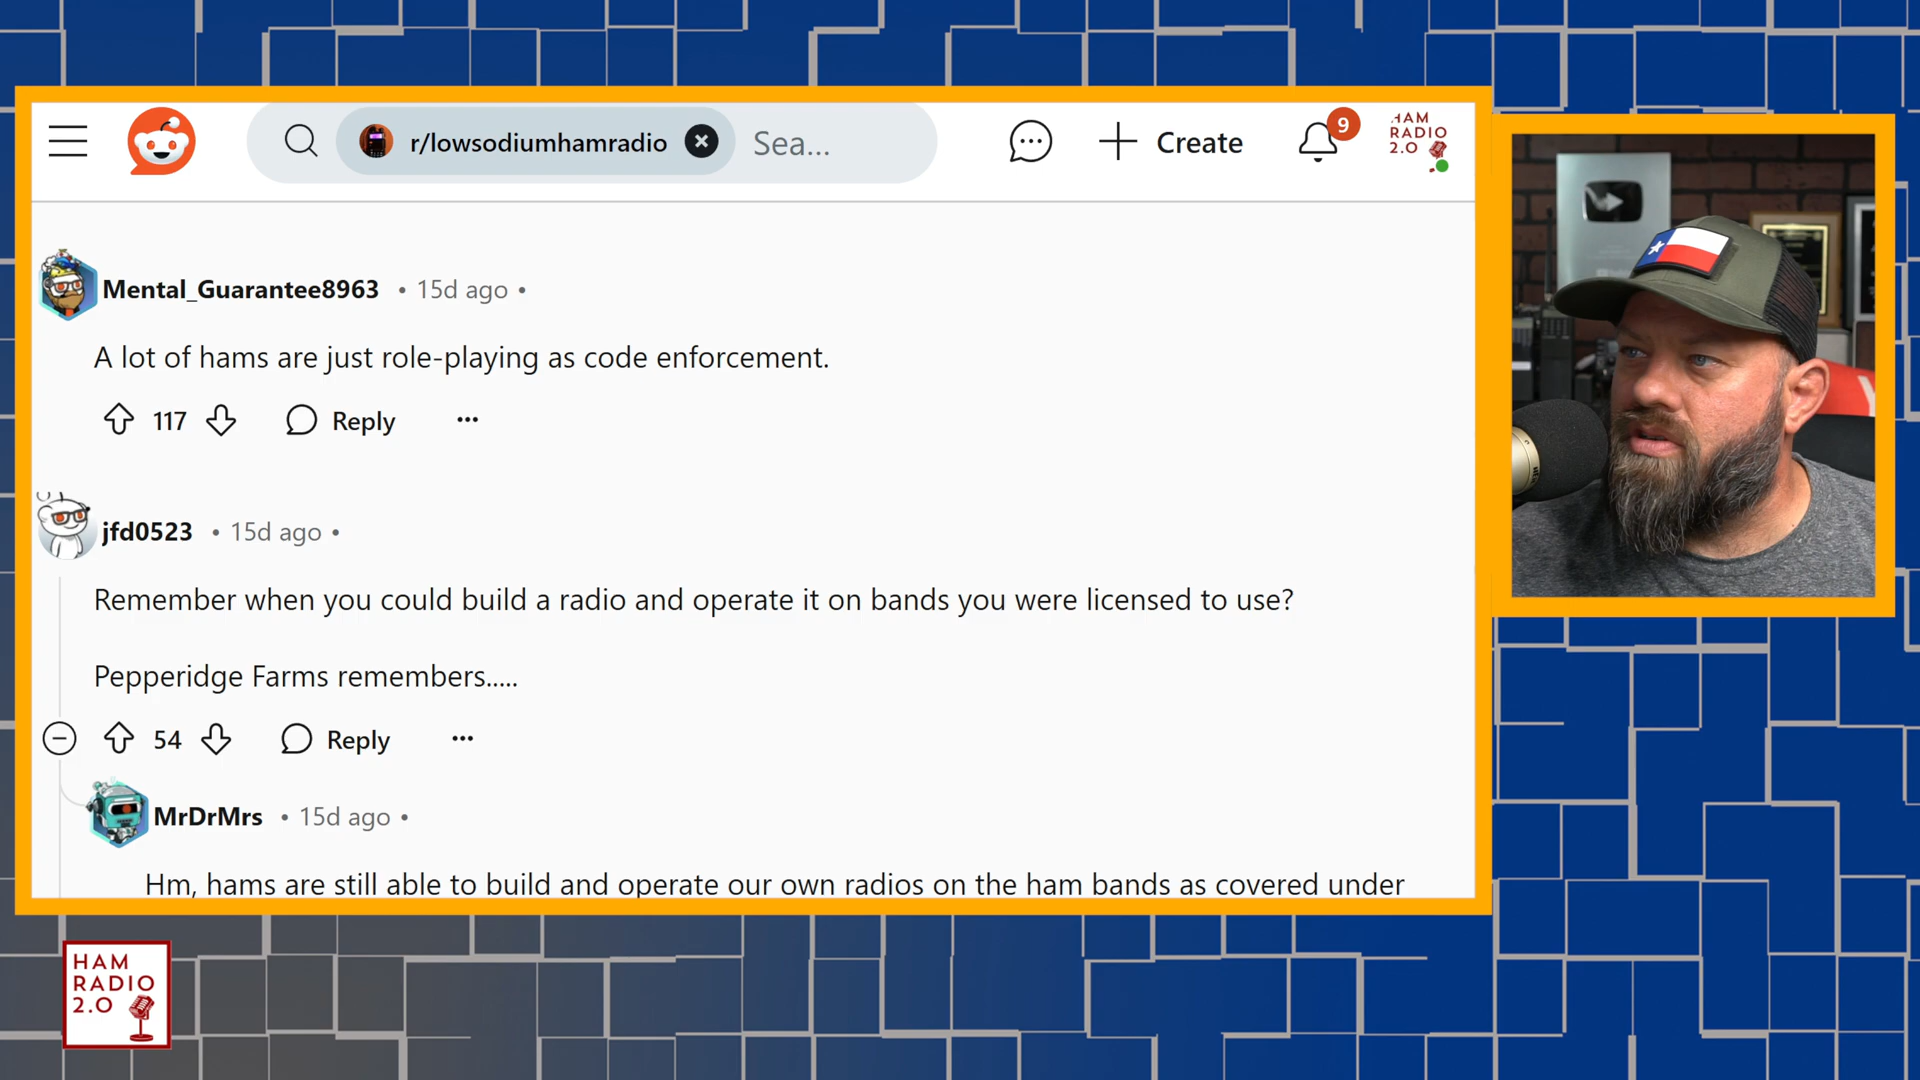 r/lowsodiumhamradio
Sea...
Create
9
HAM
RADIO
2.0
Mental_Guarantee8963 • 15d ago •
A lot of hams are just role-playing as code enforcement.
117
Reply
...
jfd0523 • 15d ago •
Remember when you could build a radio and operate it on bands you were licensed to use?
Pepperidge Farms remembers.....
54
Reply
...
MrDrMrs • 15d ago •
Hm, hams are still able to build and operate our own radios on the ham bands as covered under
HAM
RADIO
2.0